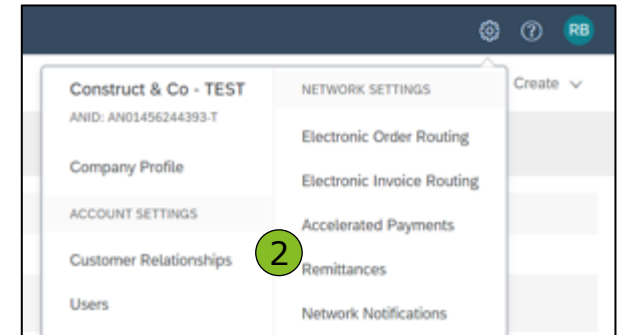 RB
Create
Construct & Co - TEST
ANID: AN01456244393-T
Company Profile
ACCOUNT SETTINGS
Customer Relationships
Users
2
NETWORK SETTINGS
Electronic Order Routing
Electronic Invoice Routing
Accelerated Payments
Remittances
Network Notifications